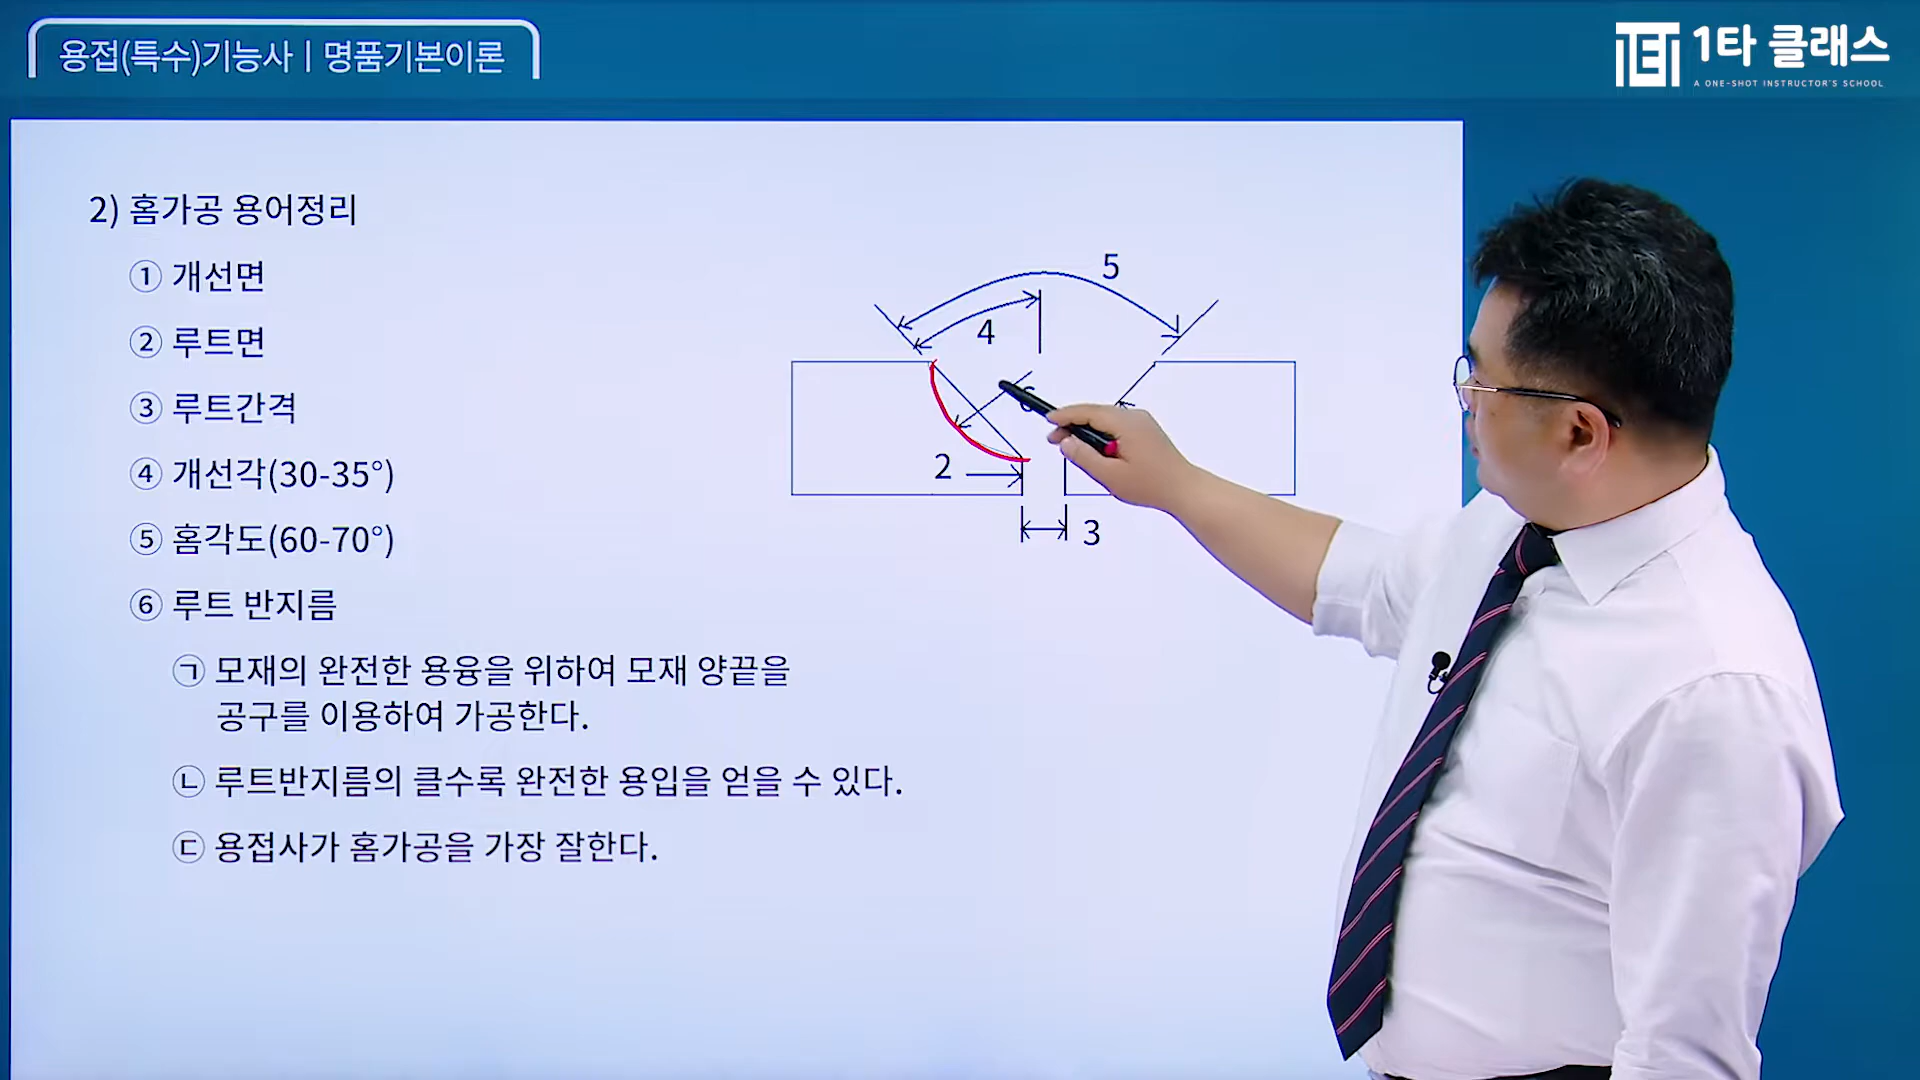 용접(특수)기능사 | 명품기본이론
1타 클래스
A ONE-SHOT INSTRUCTOR'S SCHOOL
2) 홈가공 용어정리
① 개선면
② 루트면
③ 루트간격
④ 개선각(30-35°)
⑤ 홈각도(60-70°)
⑥ 루트 반지름
㉠ 모재의 완전한 용융을 위하여 모재 양끝을
공구를 이용하여 가공한다.
㉡ 루트반지름의 클수록 완전한 용입을 얻을 수 있다.
㉢ 용접사가 홈가공을 가장 잘한다.
5
4
6
2
3